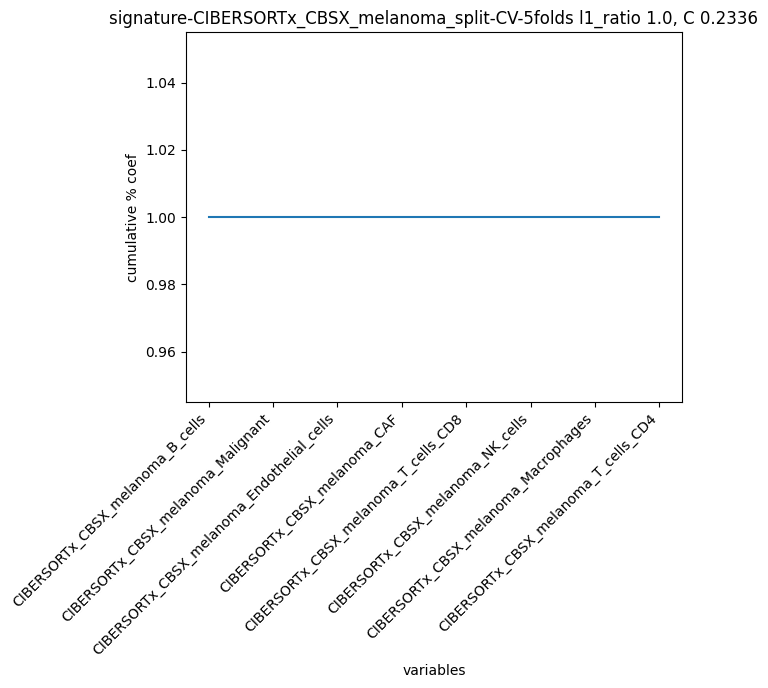 signature-CIBERSORTx_CBSX_melanoma_split-CV-5folds l1_ratio 1.0, C 0.2336
cumulative % coef
1.04
1.02
1.00
0.98
0.96
CIBERSORTx_CBSX_melanoma_B_cells
CIBERSORTx_CBSX_melanoma_Malignant
CIBERSORTx_CBSX_melanoma_Endothelial_cells
CIBERSORTx_CBSX_melanoma_CAF
CIBERSORTx_CBSX_melanoma_T_cells_CD8
CIBERSORTx_CBSX_melanoma_NK_cells
CIBERSORTx_CBSX_melanoma_Macrophages
CIBERSORTx_CBSX_melanoma_T_cells_CD4
variables